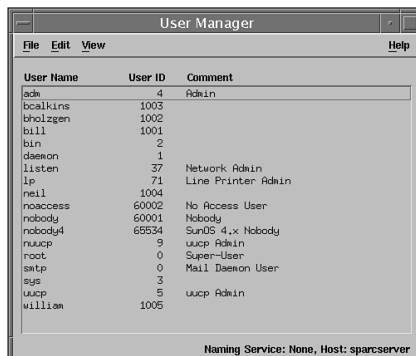 User Manager
File Edit View Help
User Name User ID Comment
adm 4 Admin
bcalkins 1003
bholzgen 1002
bill 1001
bin 2
daemon 1
listen 37 Network Admin
lp 71 Line Printer Admin
neil 1004
noaccess 60002 No Access User
nobody 60001 Nobody
nobody4 65534 SunOS 4.x Nobody
nuucp 9 uucp Admin
root 0 Super-User
smtp 0 Mail Daemon User
sys 3
uucp 5 uucp Admin
william 1005
Naming Service: None, Host: sparcserver